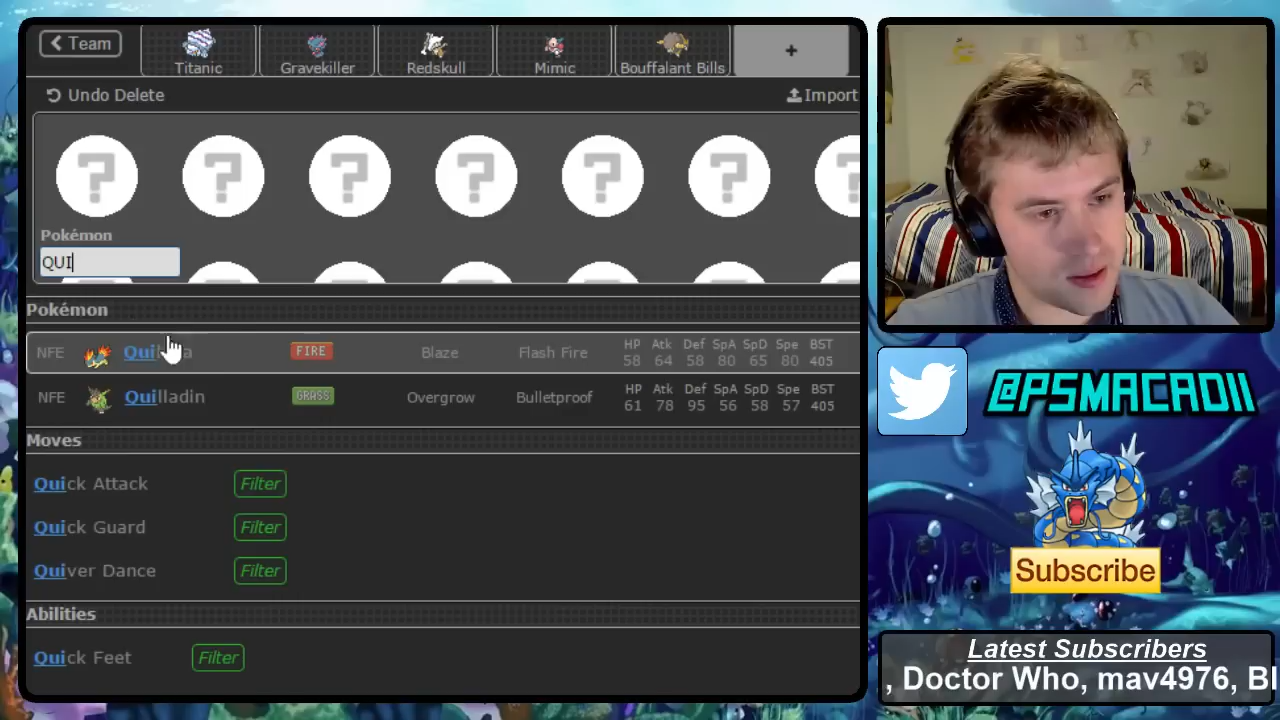 Team
Titanic
Gravekiller
Redskull
Mimic
Bouffalant Bills
+
Undo Delete
Import
Pokémon
QUI
Pokémon
NFE
FIRE
Blaze
Flash Fire
HP 58
Atk 64
Def 58
SpA 80
SpD 65
Spe 80
BST 405
NFE
Quilladin
GRASS
Overgrow
Bulletproof
HP 61
Atk 78
Def 95
SpA 56
SpD 58
Spe 57
BST 405
Moves
Quick Attack
Filter
Quick Guard
Filter
Quiver Dance
Filter
Abilities
Quick Feet
Filter
@PSMACAD11
Subscribe
Latest Subscribers
, Doctor Who, mav4976, Bl